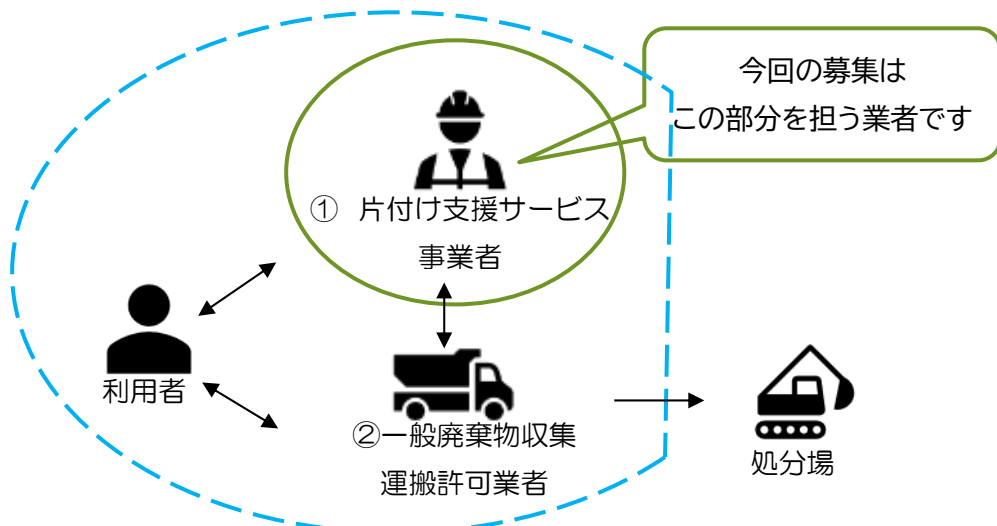 今回の募集は
この部分を担う業者です
① 片付け支援サービス
事業者
利用者
②一般廃棄物収集
運搬許可業者
処分場